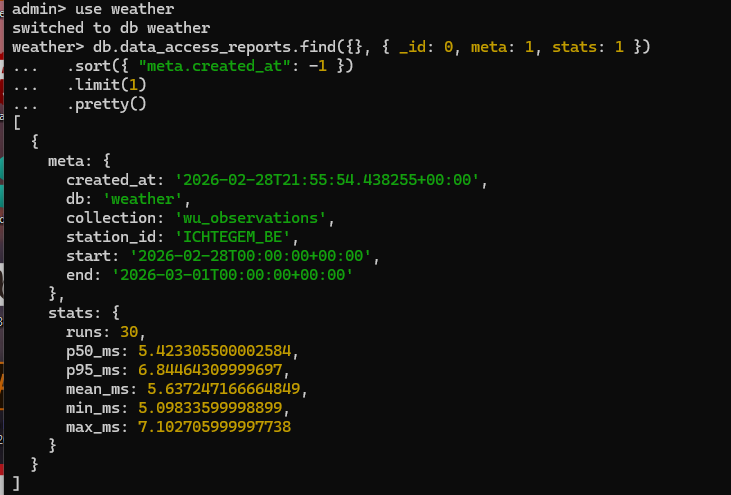 admin> use weather
switched to db weather
weather> db.data_access_reports.find({}, { _id: 0, meta: 1, stats: 1 })
...   .sort({ "meta.created_at": -1 })
...   .limit(1)
...   .pretty()
[
  {
    meta: {
      created_at: '2026-02-28T21:55:54.438255+00:00',
      db: 'weather',
      collection: 'wu_observations',
      station_id: 'ICHTEGEM_BE',
      start: '2026-02-28T00:00:00+00:00',
      end: '2026-03-01T00:00:00+00:00'
    },
    stats: {
      runs: 30,
      p50_ms: 5.423305500002584,
      p95_ms: 6.84464309999697,
      mean_ms: 5.637247166664849,
      min_ms: 5.09833599998899,
      max_ms: 7.102705999997738
    }
  }
]